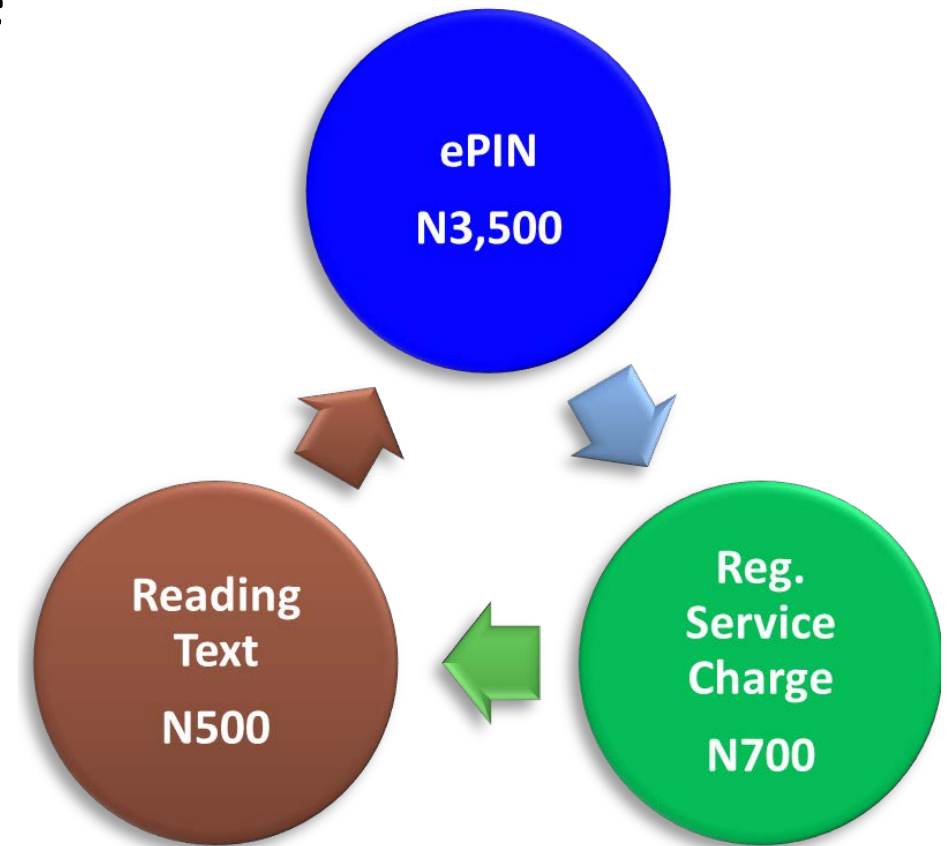 ePIN
N3,500
Reg.
Service
Charge
N700
Reading
Text
N500